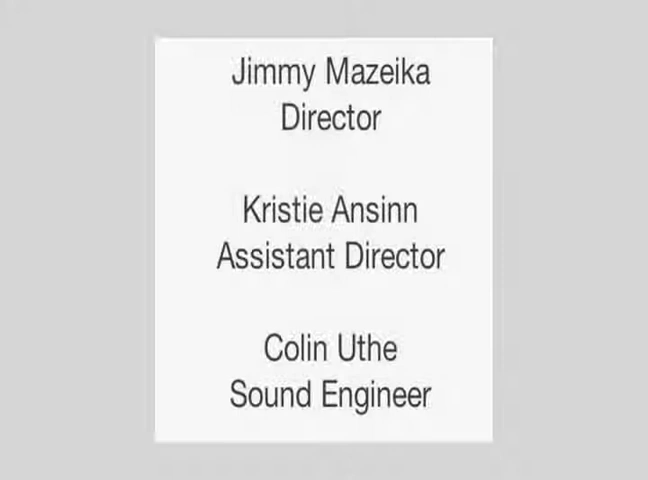 Jimmy Mazeika
Director
Kristie Ansinn
Assistant Director
Colin Uthe
Sound Engineer